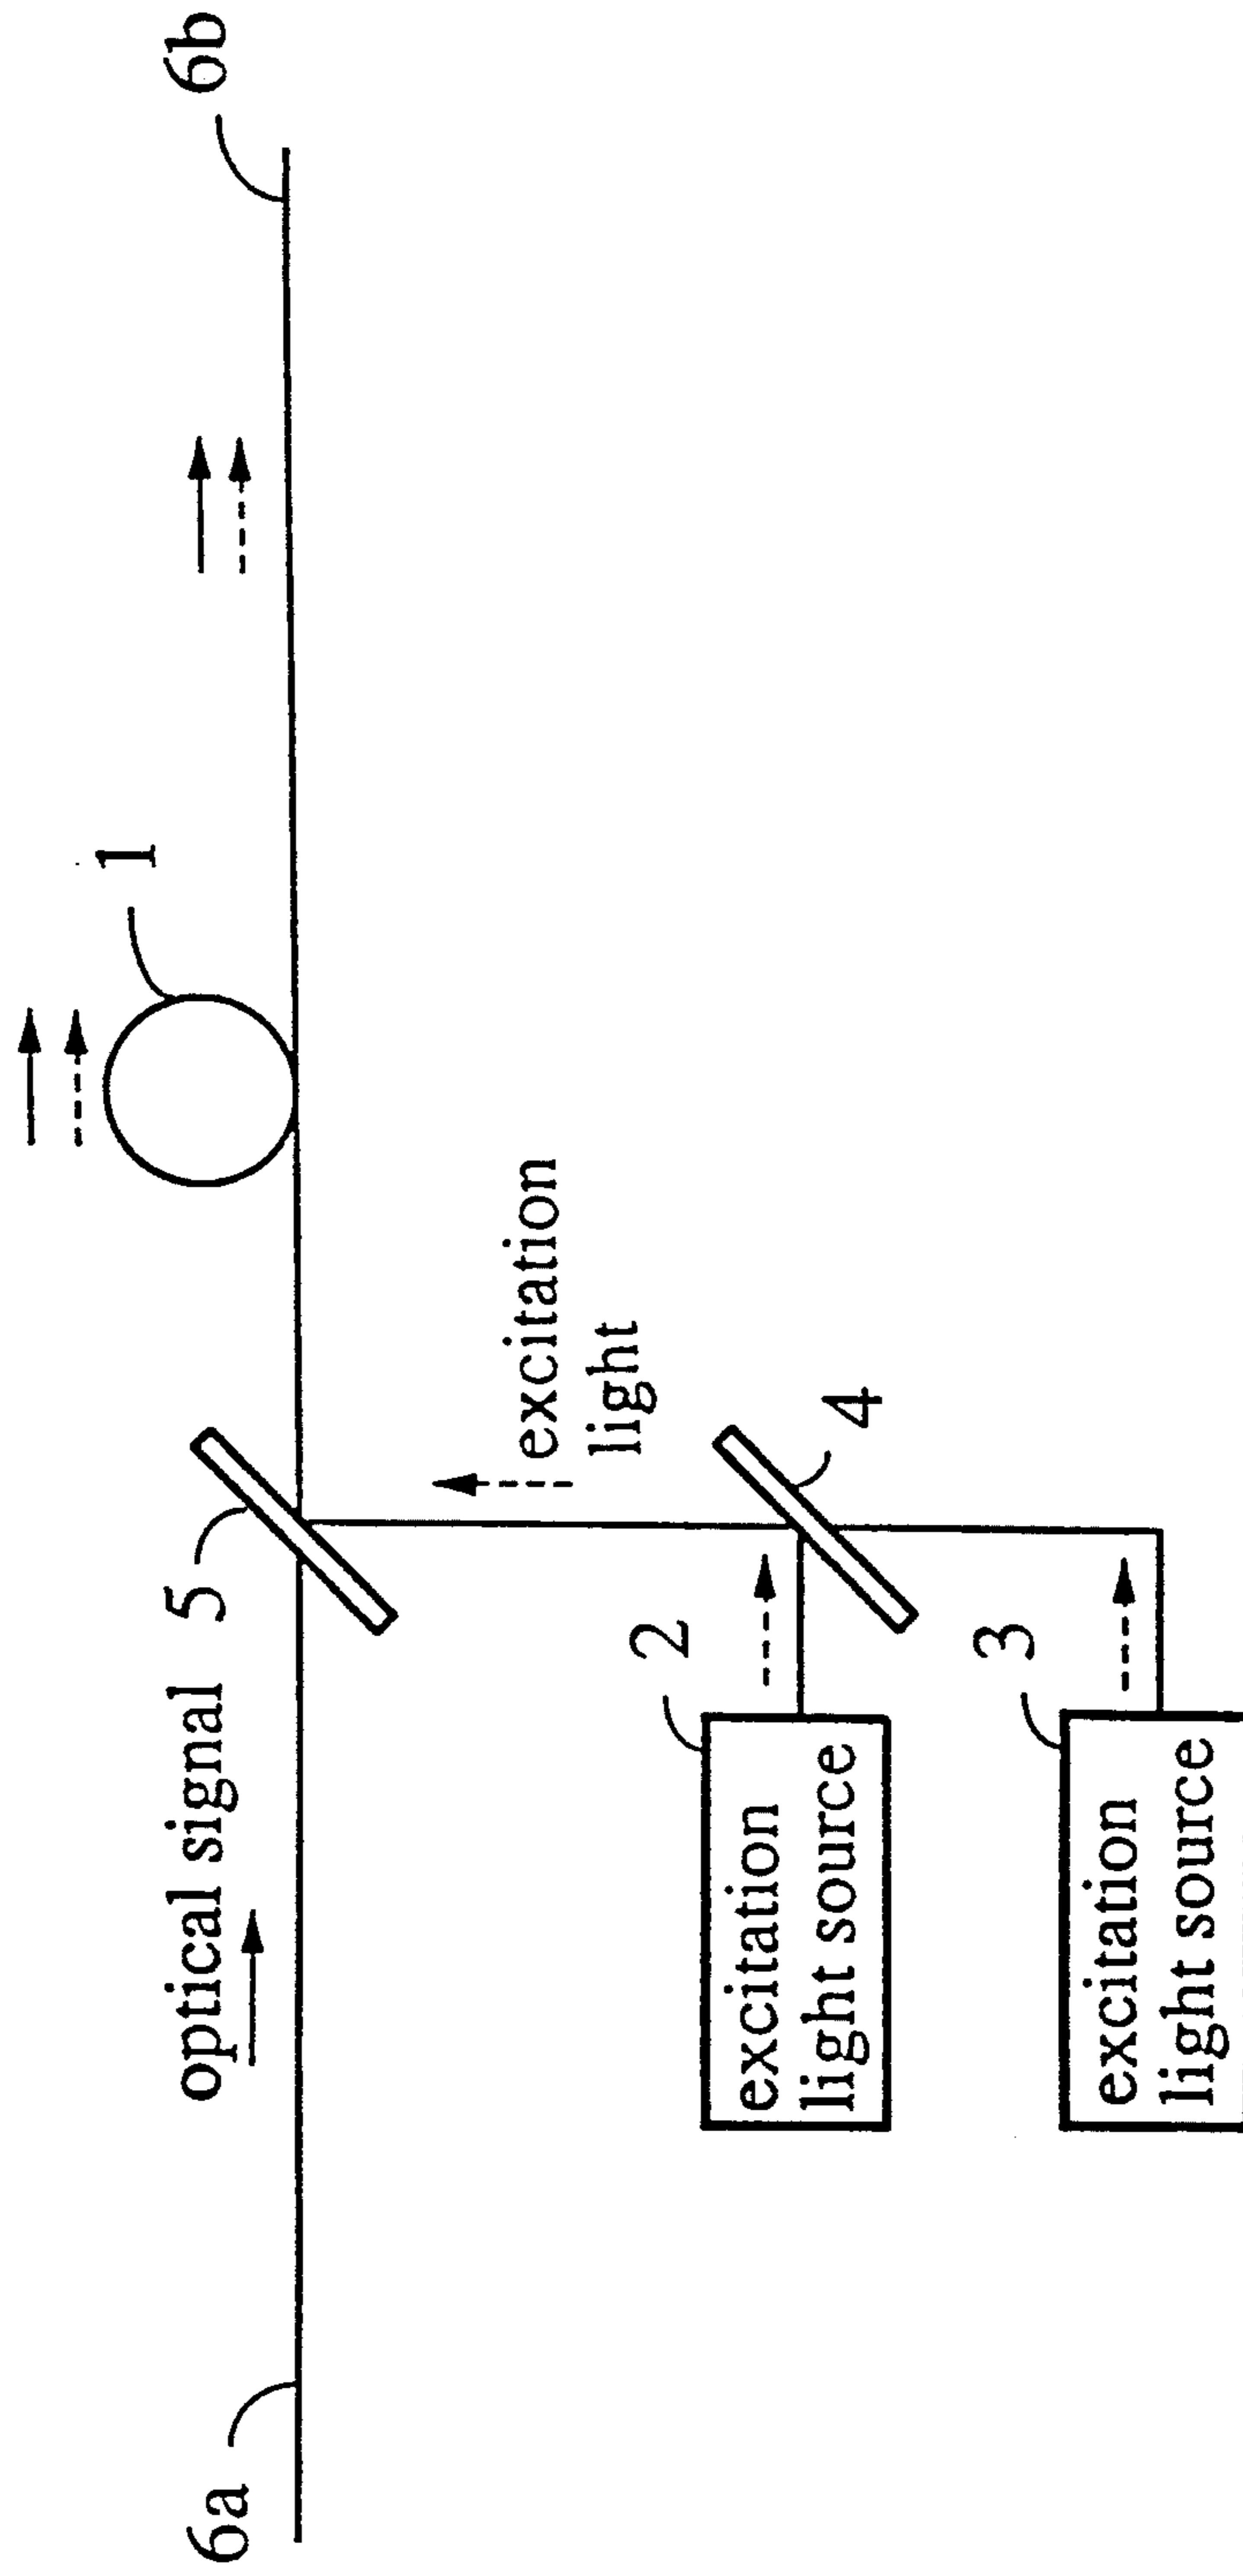 6a
optical signal
5
1
6b
excitation
light
2
excitation
light source
4
3
excitation
light source